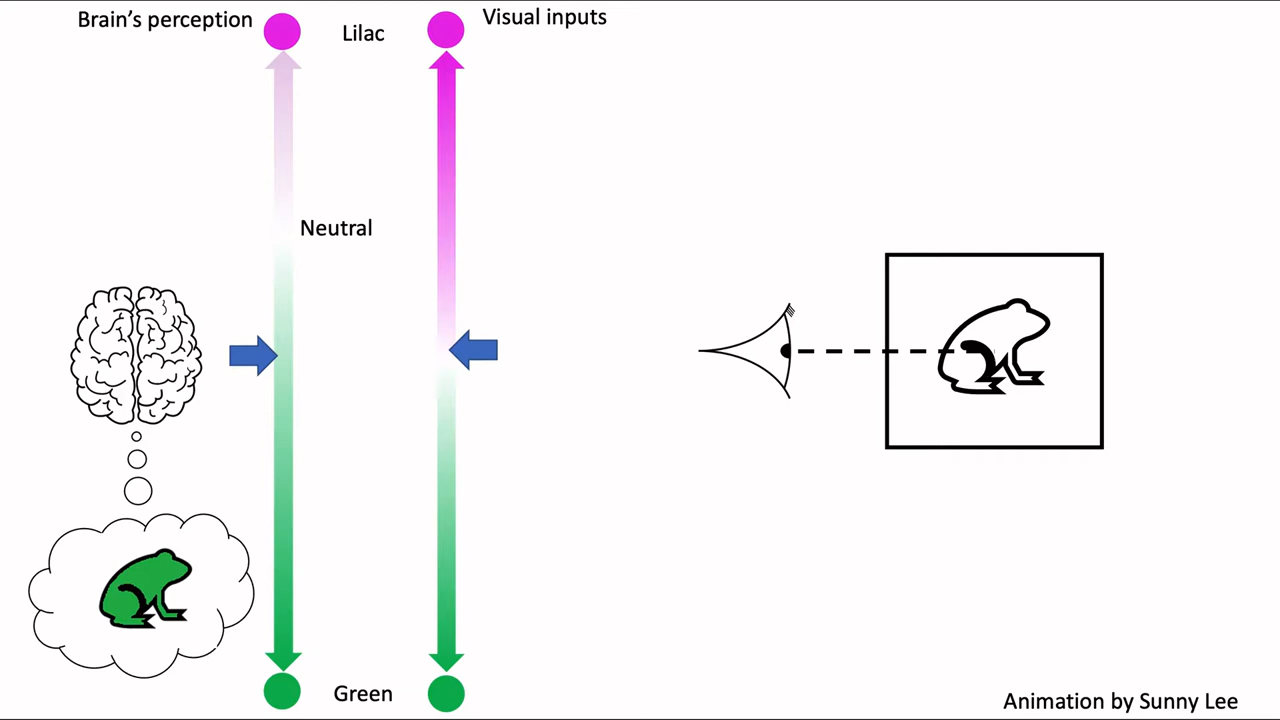 Brain's perception
Lilac
Visual inputs
Neutral
Green
Animation by Sunny Lee